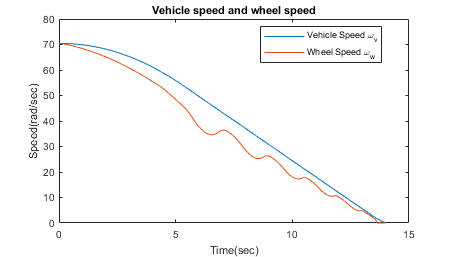 Vehicle speed and wheel speed
Vehicle Speed ω_v
Wheel Speed ω_w
Speed(rad/sec)
80
70
60
50
40
30
20
10
0
0 5 10 15
Time(sec)